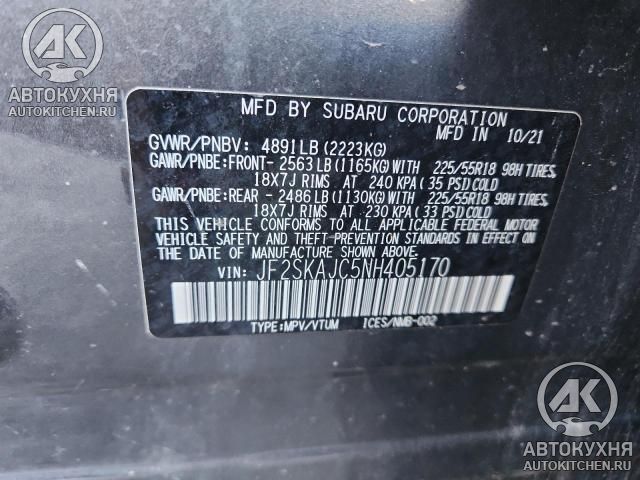 АВТОКУХНЯ
AUTOKITCHEN.RU
MFD BY SUBARU CORPORATION
MFD IN 10/21
GVWR/PNBV: 4891LB (2223KG)
GAWR/PNBE:FRONT- 2563LB (1165KG) WITH 225/55R18 98H TIRES,
18X7J RIMS AT 240 KPA (35 PSI) COLD
GAWR/PNBE:REAR - 2486LB (1130KG) WITH 225/55R18 98H TIRES,
18X7J RIMS AT 230 KPA (33 PSI) COLD
THIS VEHICLE CONFORMS TO ALL APPLICABLE FEDERAL MOTOR
VEHICLE SAFETY AND THEFT-PREVENTION STANDARDS IN EFFECT
ON THE DATE OF MANUFACTURE SHOWN ABOVE.
VIN: JF2SKAJC5NH405170
TYPE:MPV/VTUM ICES/NMB-002
АК
АВТОКУХНЯ
AUTOKITCHEN.RU